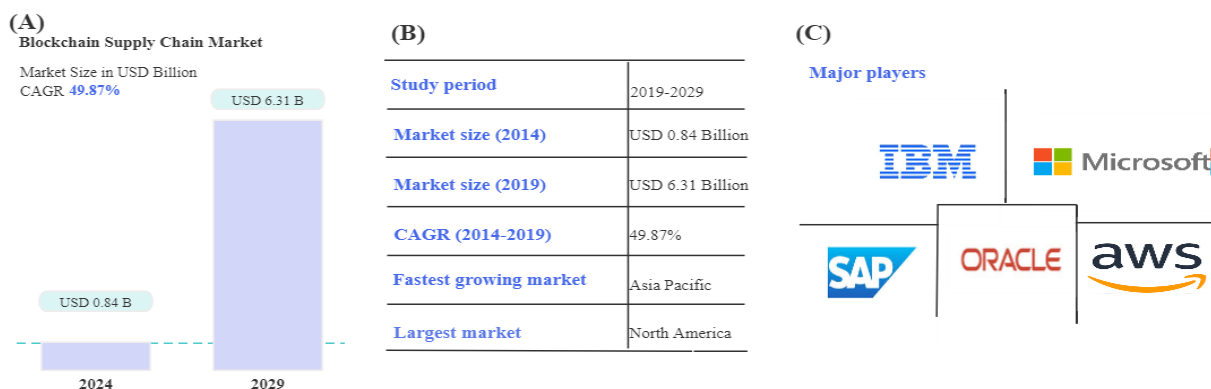 (A)
Blockchain Supply Chain Market
Market Size in USD Billion
CAGR 49.87%
USD 6.31 B
USD 0.84 B
2024
2029
(B)
Study period 2019-2029
Market size (2014) USD 0.84 Billion
Market size (2019) USD 6.31 Billion
CAGR (2014-2019) 49.87%
Fastest growing market Asia Pacific
Largest market North America
(C)
Major players
IBM
Microsoft
SAP
ORACLE
aws